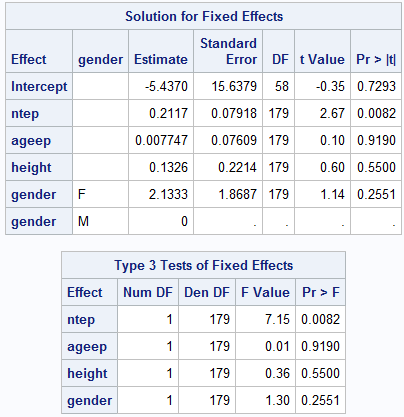 Solution for Fixed Effects
Effect gender Estimate Standard Error DF t Value Pr > |t|
Intercept -5.4370 15.6379 58 -0.35 0.7293
ntep 0.2117 0.07918 179 2.67 0.0082
ageep 0.007747 0.07609 179 0.10 0.9190
height 0.1326 0.2214 179 0.60 0.5500
gender F 2.1333 1.8687 179 1.14 0.2551
gender M 0 . . . .
Type 3 Tests of Fixed Effects
Effect Num DF Den DF F Value Pr > F
ntep 1 179 7.15 0.0082
ageep 1 179 0.01 0.9190
height 1 179 0.36 0.5500
gender 1 179 1.30 0.2551